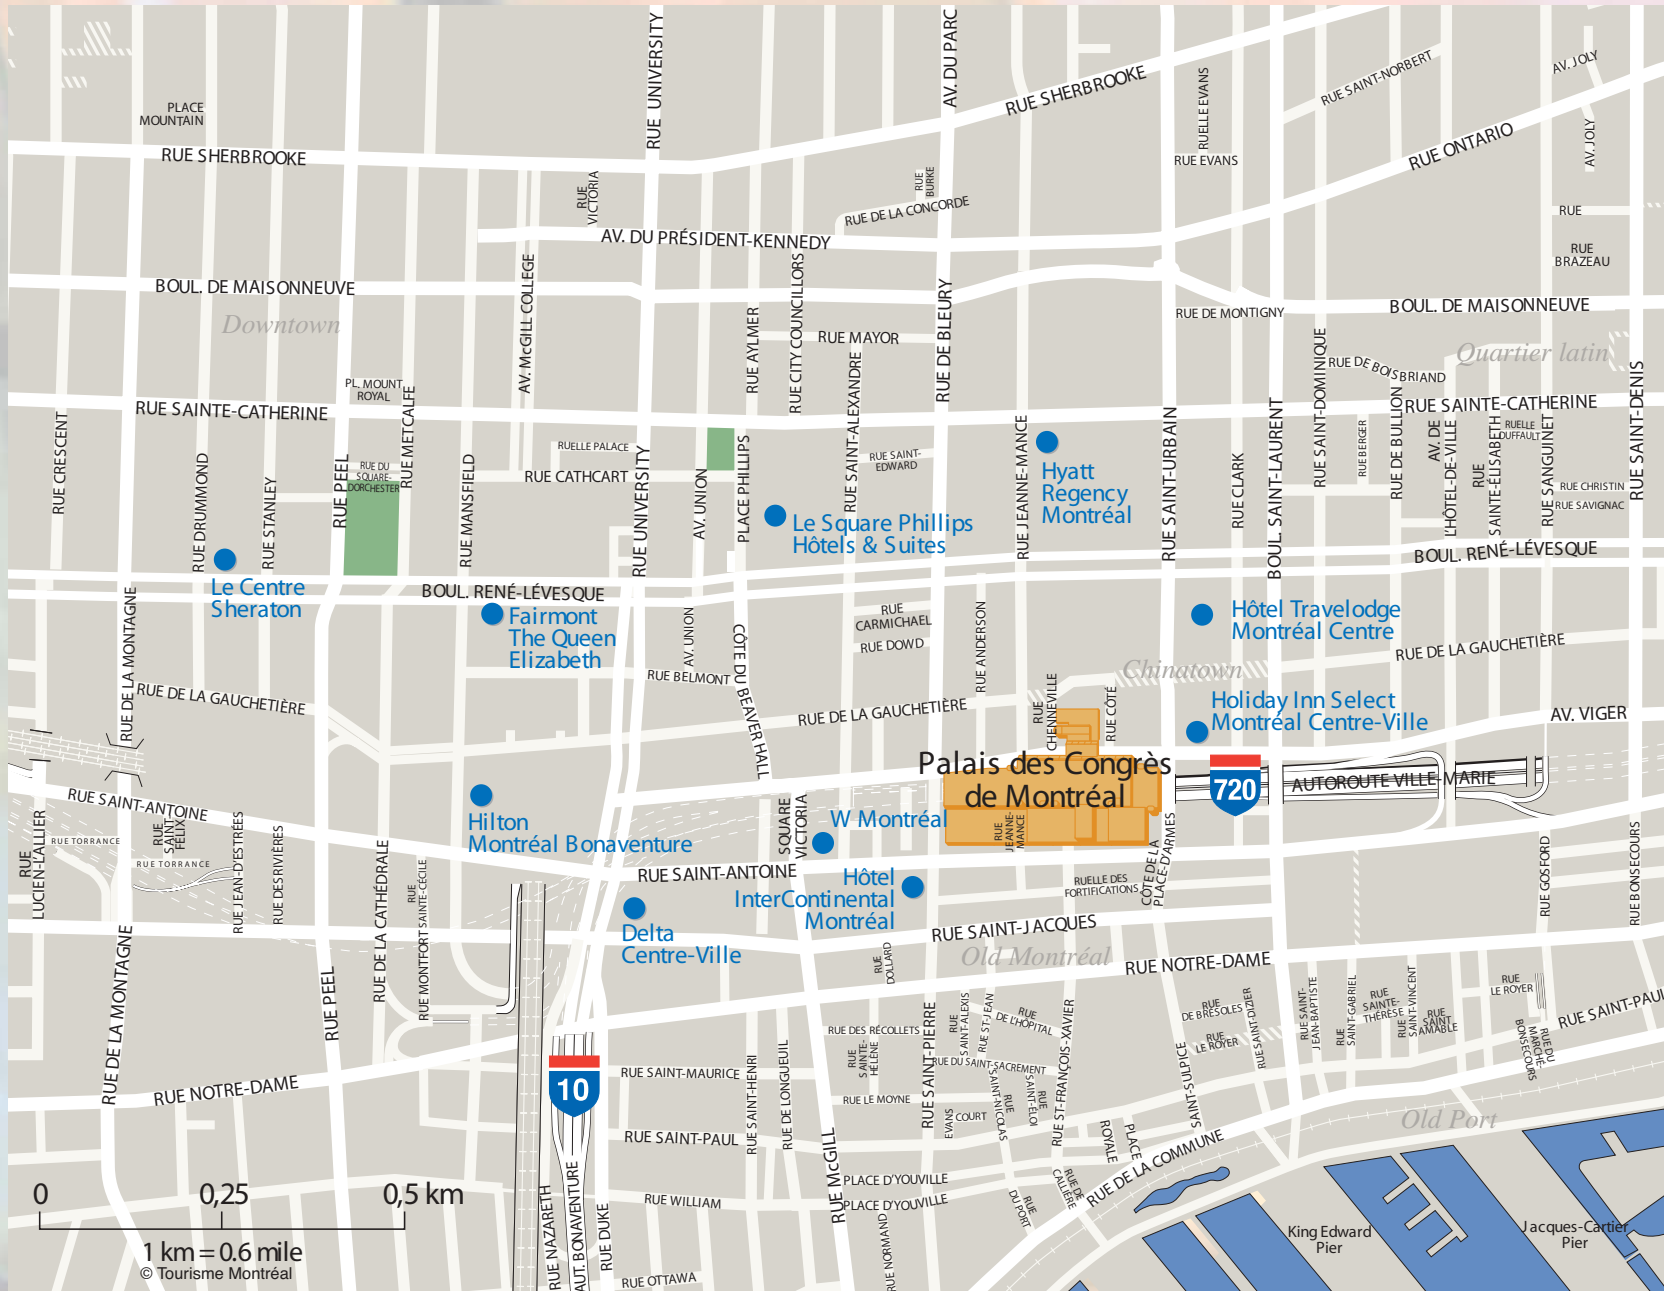 RUE UNIVERSITY
AV. DU PARC
RUE SHERBROOKE
RUELLE EVANS
RUE SAINT-NORBERT
AV. JOLY
PLACE
MOUNTAIN
RUE SHERBROOKE
RUE EVANS
RUE ONTARIO
AV. JOLY
RUE
VICTORIA
RUE
BURKE
RUE DE LA CONCORDE
RUE
AV. DU PRÉSIDENT-KENNEDY
RUE
BRAZEAU
BOUL. DE MAISONNEUVE
BOUL. DE MAISONNEUVE
RUE DE MONTIGNY
Downtown
AV. McGILL COLLEGE
RUE AYLMER
RUE CITY COUNCILLORS
RUE MAYOR
RUE DE BLEURY
Quartier latin
RUE DE BOISBRIAND
PL. MOUNT
ROYAL
RUE SAINTE-CATHERINE
RUE SAINTE-CATHERINE
RUE CRESCENT
RUE DRUMMOND
RUE STANLEY
RUE PEEL
RUE METCALFE
RUE DU
SQUARE-
DORCHESTER
RUE MANSFIELD
RUELLE PALACE
RUE CATHCART
RUE UNIVERSITY
AV. UNION
PLACE PHILLIPS
RUE SAINT-ALEXANDRE
RUE SAINT-
EDWARD
RUE JEANNE-MANCE
Hyatt
Regency
Montréal
RUE SAINT-URBAIN
RUE CLARK
BOUL. SAINT-LAURENT
RUE SAINT-DOMINIQUE
RUE BERGER
RUE DE BULLION
AV. DE
L'HÔTEL-DE-VILLE
RUE
SAINTE-ÉLISABETH
RUELLE
DUFFAULT
RUE SANGUINET
RUE CHRISTIN
RUE SAVIGNAC
RUE SAINT-DENIS
Le Square Phillips
Hôtels & Suites
BOUL. RENÉ-LÉVESQUE
Le Centre
Sheraton
BOUL. RENÉ-LÉVESQUE
Fairmont
The Queen
Elizabeth
AV. UNION
CÔTE DU BEAVER HALL
RUE
CARMICHAEL
RUE DOWD
RUE ANDERSON
Hôtel Travelodge
Montréal Centre
RUE DE LA GAUCHETIÈRE
RUE DE LA MONTAGNE
RUE DE LA GAUCHETIÈRE
RUE BELMONT
RUE DE LA GAUCHETIÈRE
Chinatown
RUE
CHENNEVILLE
RUE CÔTÉ
Holiday Inn Select
Montréal Centre-Ville
AV. VIGER
Palais des Congrès
de Montréal
720
AUTOROUTE VILLE-MARIE
RUE SAINT-ANTOINE
Hilton
Montréal Bonaventure
SQUARE
VICTORIA
W Montréal
RUE
JEANNE-
MANCE
CÔTE DE LA
PLACE-D'ARMES
RUE
LUCIEN-L'ALLIER
RUE TORRANCE
RUE
SAINT-
FÉLIX
RUE TORRANCE
RUE JEAN-D'ESTRÉES
RUE DES RIVIÈRES
RUE DE LA CATHÉDRALE
RUE
MONTFORT SAINTE-CÉCILE
RUE
RUE SAINT-ANTOINE
Hôtel
InterContinental
Montréal
RUELLE DES
FORTIFICATIONS
RUE GOSFORD
RUE BONSECOURS
Delta
Centre-Ville
RUE SAINT-JACQUES
Old Montréal
RUE NOTRE-DAME
RUE
DOLLARD
RUE DE LA MONTAGNE
RUE PEEL
RUE DES RÉCOLLETS
RUE
SAINTE-
HÉLÈNE
RUE SAINT-PIERRE
RUE
SAINT-ALEXIS
RUE ST-JEAN
RUE
DE L'HÔPITAL
RUE DU SAINT-SACREMENT
RUE ST-FRANÇOIS-XAVIER
RUE
DE BRESOLES
RUE
LE ROYER
RUE SAINT-DIZIER
SAINT-SULPICE
RUE SAINT-
JEAN-BAPTISTE
RUE
SAINT-GABRIEL
RUE
SAINTE-
THÉRÈSE
RUE
SAINT-VINCENT
RUE
SAINT
AMABLE
RUE
LE ROYER
RUE DU
MARCHÉ-
BONSECOURS
RUE SAINT-PAUL
RUE NOTRE-DAME
10
RUE SAINT-MAURICE
RUE SAINT-HENRI
RUE DE LONGUEUIL
RUE LE MOYNE
EVANS
COURT
RUE
SAINT-NICOLAS
RUE
SAINT-ÉLOI
Old Port
RUE SAINT-PAUL
RUE McGILL
PLACE
ROYALE
RUE DE LA COMMUNE
PLACE D'YOUVILLE
PLACE D'YOUVILLE
RUE DE
CALLIÈRE
RUE
DU PORT
RUE WILLIAM
RUE NORMAND
RUE OTTAWA
RUE NAZARETH
AUT. BONAVENTURE
RUE DUKE
King Edward
Pier
Jacques-Cartier
Pier
0
0,25
0,5 km
1 km = 0.6 mile
© Tourisme Montréal